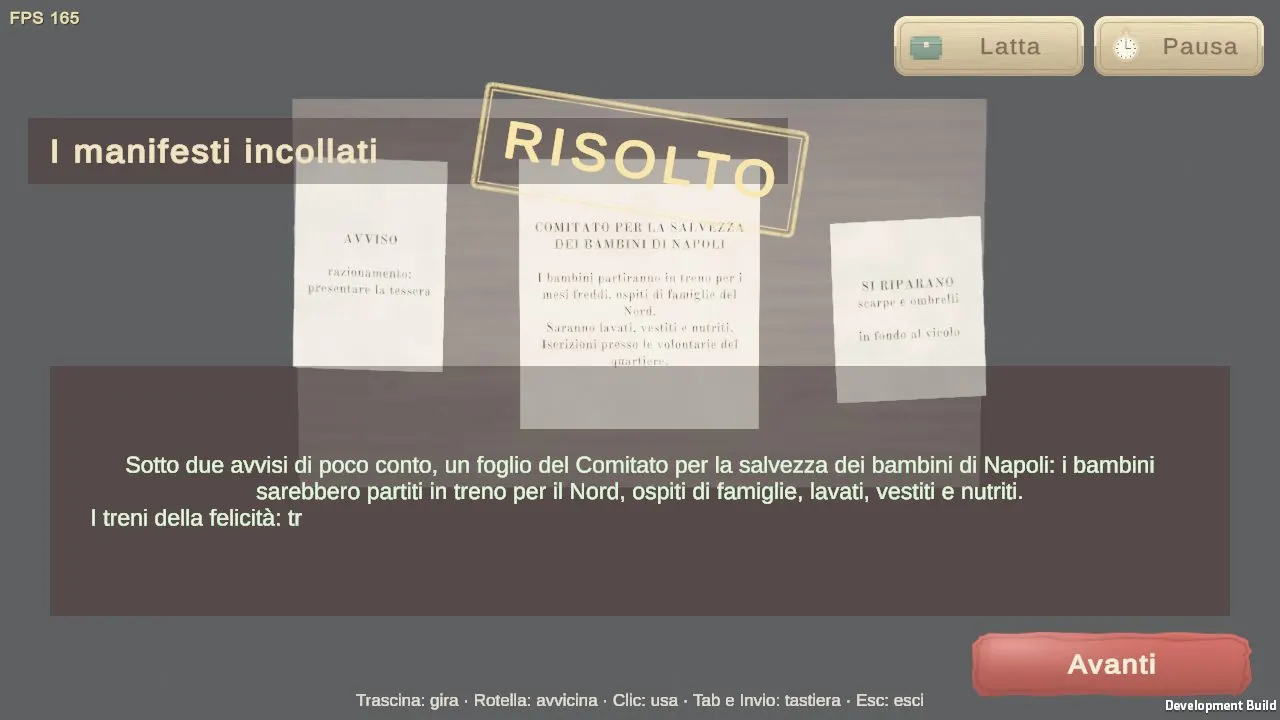 FPS 165
Latta
Pausa
I manifesti incollati
RISOLTO
AVVISO
razionamento:
presentare la tessera
COMITATO PER LA SALVEZZA
DEI BAMBINI DI NAPOLI
I bambini partiranno in treno per i
mesi freddi, ospiti di famiglie del
Nord.
Saranno lavati, vestiti e nutriti.
Iscrizioni presso le volontarie del
quartiere.
SI RIPARANO
scarpe e ombrelli
in fondo al vicolo
Sotto due avvisi di poco conto, un foglio del Comitato per la salvezza dei bambini di Napoli: i bambini
sarebbero partiti in treno per il Nord, ospiti di famiglie, lavati, vestiti e nutriti.
I treni della felicità: tr
Avanti
Trascina: gira · Rotella: avvicina · Clic: usa · Tab e Invio: tastiera · Esc: esci
Development Build